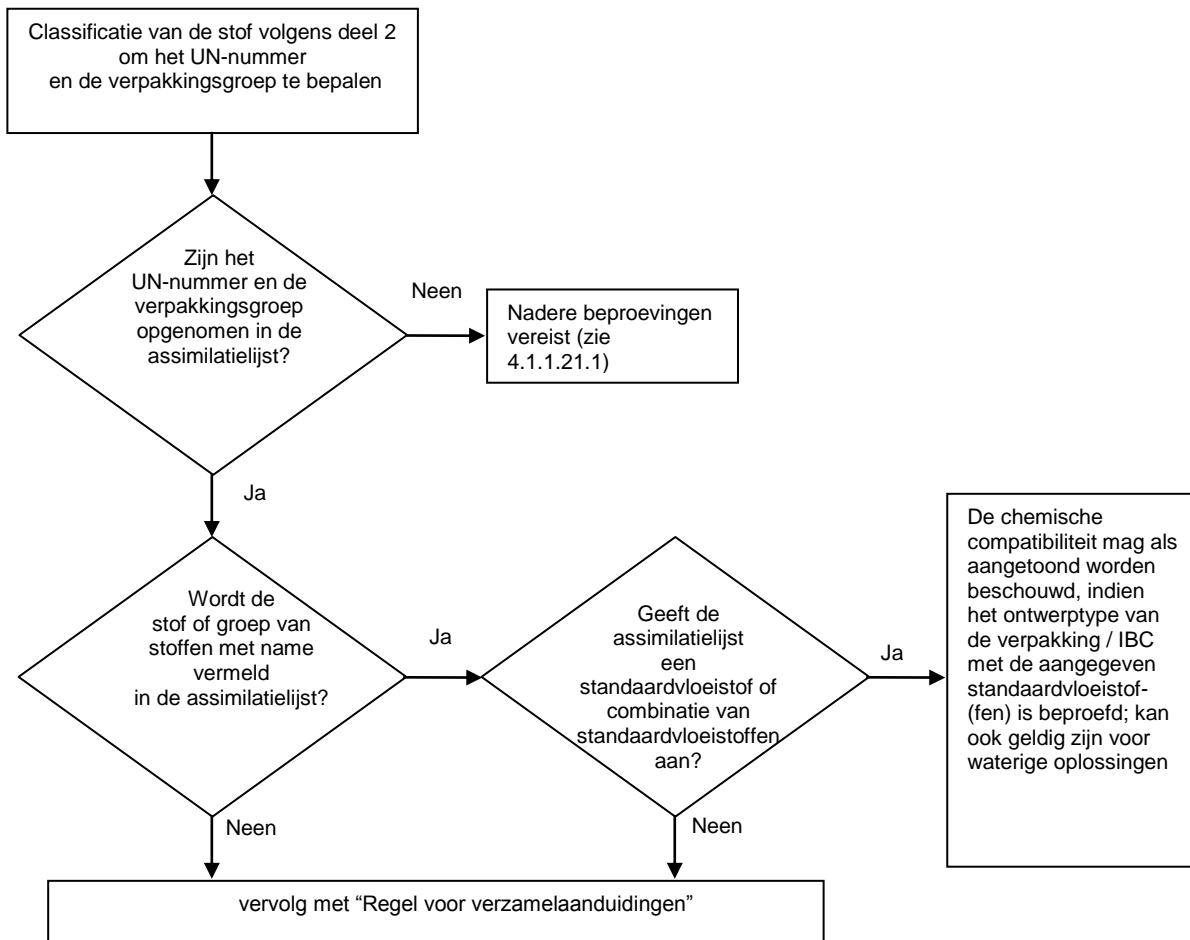 Classificatie van de stof volgens deel 2
om het UN-nummer
en de verpakkingsgroep te bepalen
Zijn het
UN-nummer en de
verpakkingsgroep
opgenomen in de
assimilatielijst?
Neen
Nadere beproevingen
vereist (zie
4.1.1.21.1)
Ja
Wordt de
stof of groep van
stoffen met name
vermeld
in de assimilatielijst?
Ja
Geeft de
assimilatielijst
een
standaardvloeistof of
combinatie van
standaardvloeistoffen
aan?
Ja
De chemische
compatibiliteit mag als
aangetoond worden
beschouwd, indien
het ontwerptype van
de verpakking / IBC
met de aangegeven
standaardvloeistof-
(fen) is beproefd; kan
ook geldig zijn voor
waterige oplossingen
Neen
Neen
vervolg met “Regel voor verzamelaanduidingen”